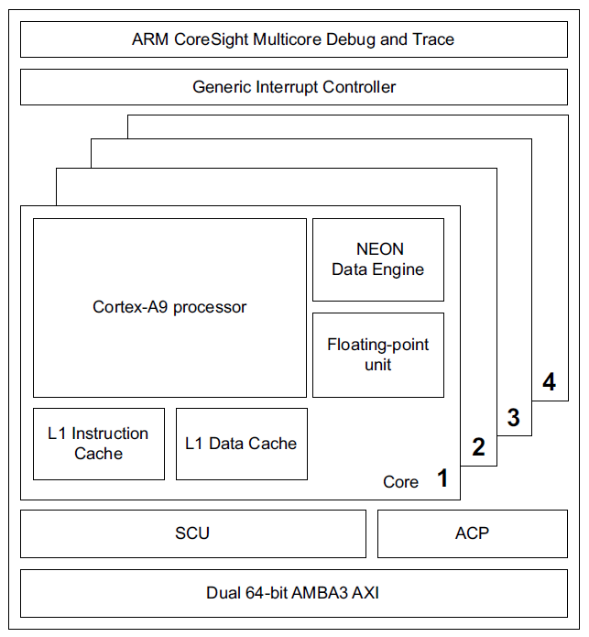 ARM CoreSight Multicore Debug and Trace
Generic Interrupt Controller
Cortex-A9 processor
NEON
Data Engine
Floating-point
unit
L1 Instruction
Cache
L1 Data Cache
Core 1
2
3
4
SCU
ACP
Dual 64-bit AMBA3 AXI